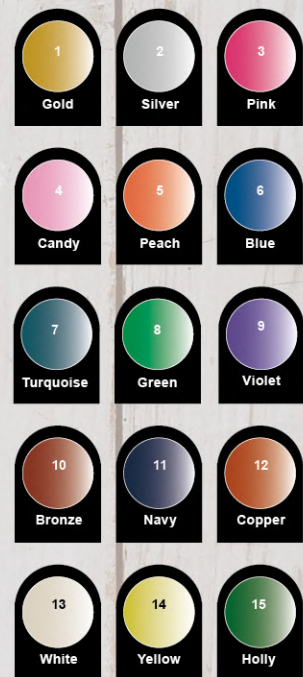 1
2
3
Gold
Silver
Pink
4
5
6
Candy
Peach
Blue
7
8
9
Turquoise
Green
Violet
10
11
12
Bronze
Navy
Copper
13
14
15
White
Yellow
Holly